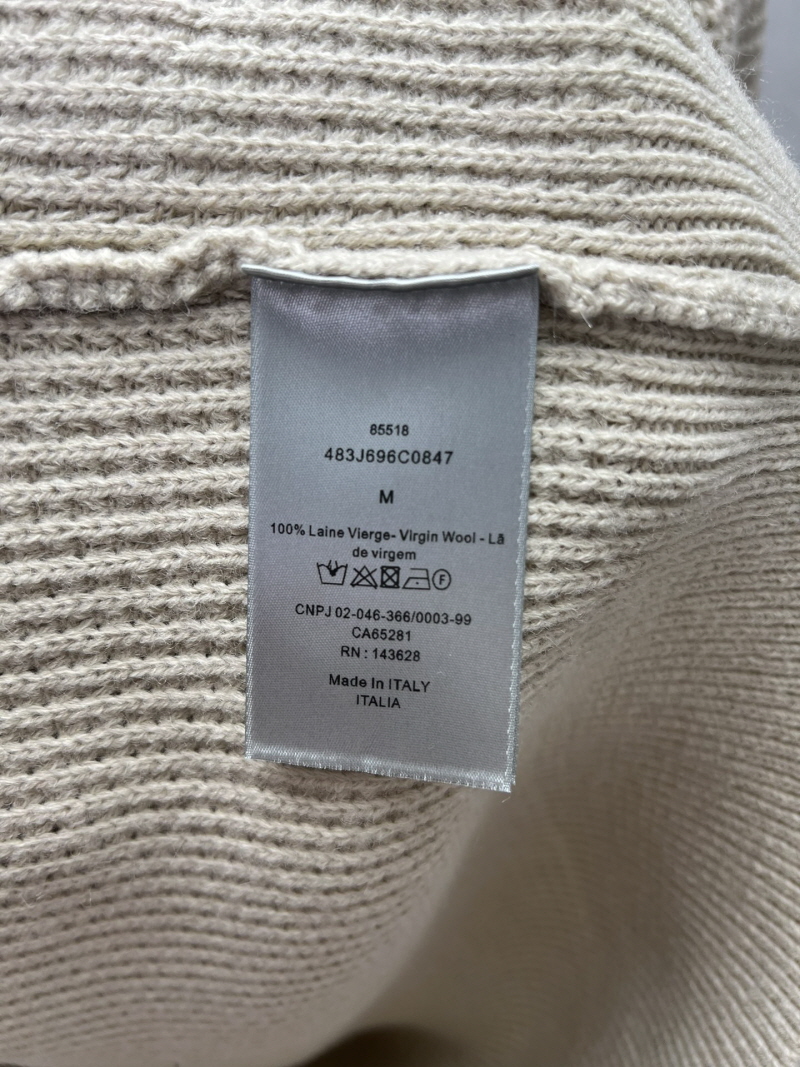 85518
483J696C0847
M
100% Laine Vierge- Virgin Wool - Lã
de virgem
F
CNPJ 02-046-366/0003-99
CA65281
RN : 143628
Made In ITALY
ITALIA